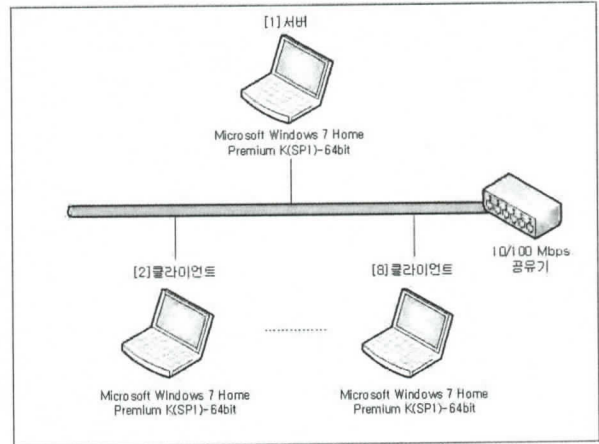 [1]서버
Microsoft Windows 7 Home
Premium K(SP1)-64bit
10/100 Mbps
공유기
[2]클라이언트
[8]클라이언트
Microsoft Windows 7 Home
Premium K(SP1)-64bit
Microsoft Windows 7 Home
Premium K(SP1)-64bit